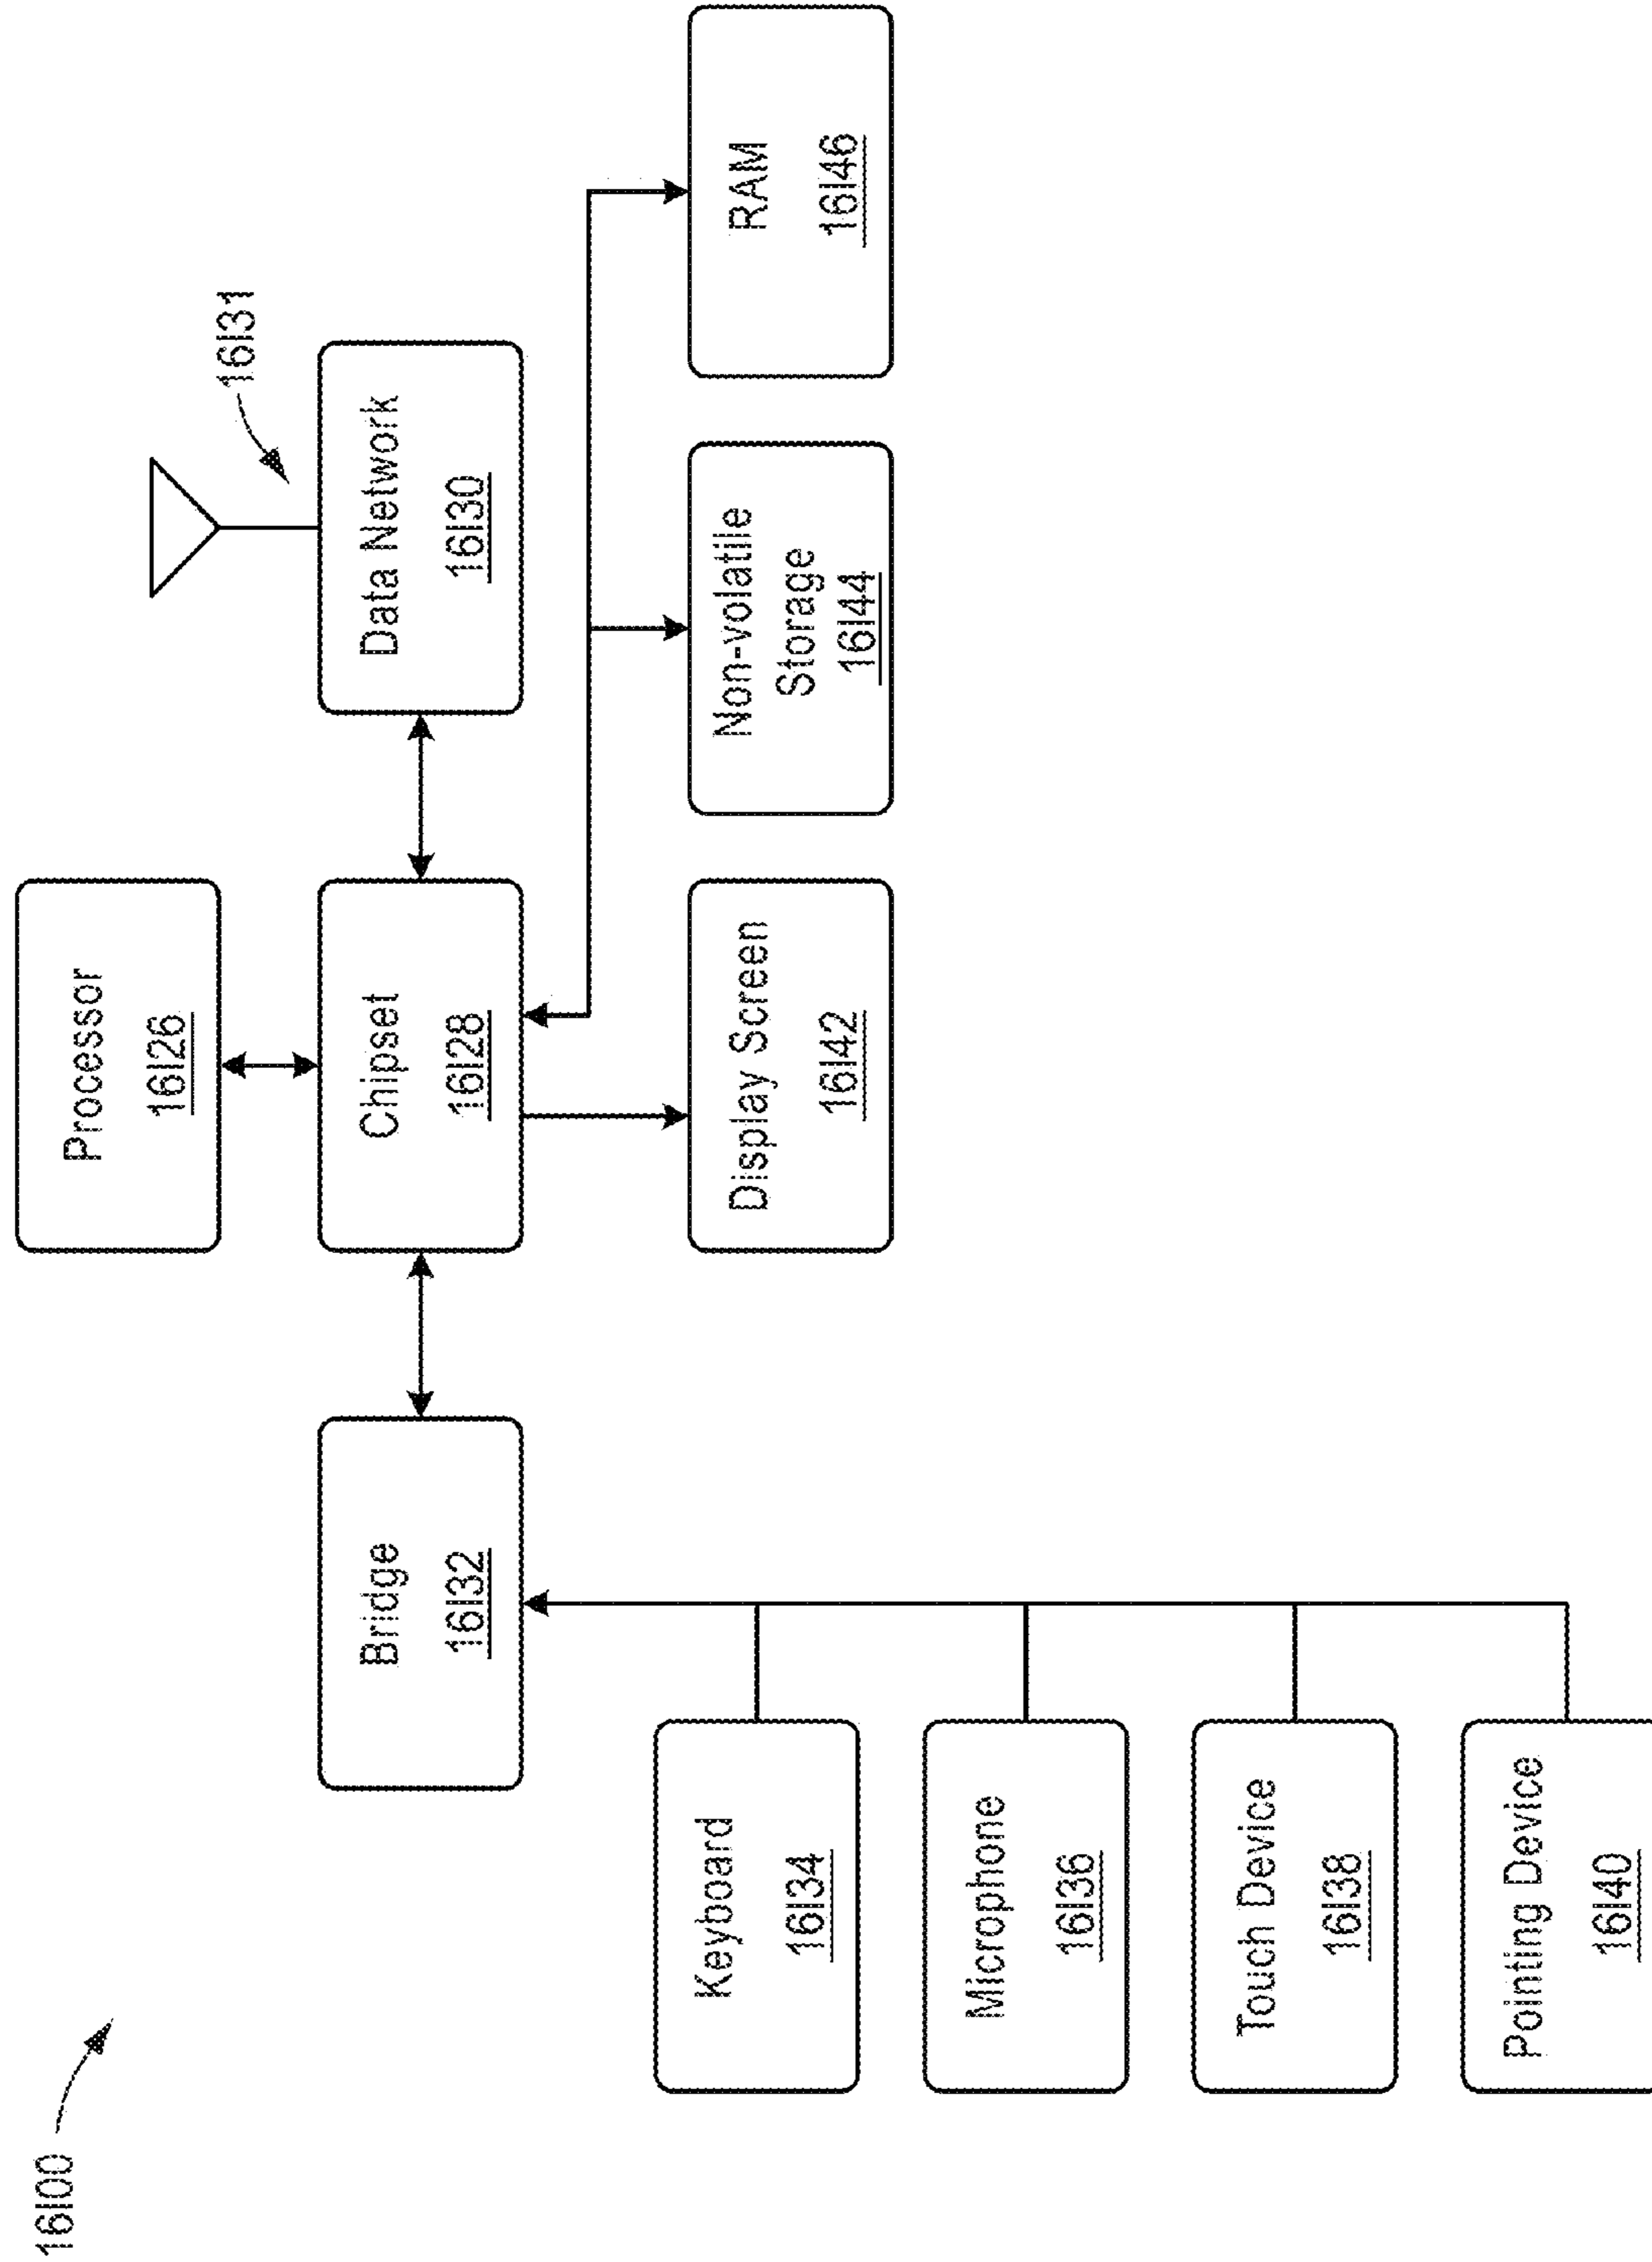 16I00
Processor
16I26
16I31
Bridge
16I32
Chipset
16I28
Data Network
16I30
Keyboard
16I34
Display Screen
16I42
Non-volatile
Storage
16I44
RAM
16I46
Microphone
16I36
Touch Device
16I38
Pointing Device
16I40